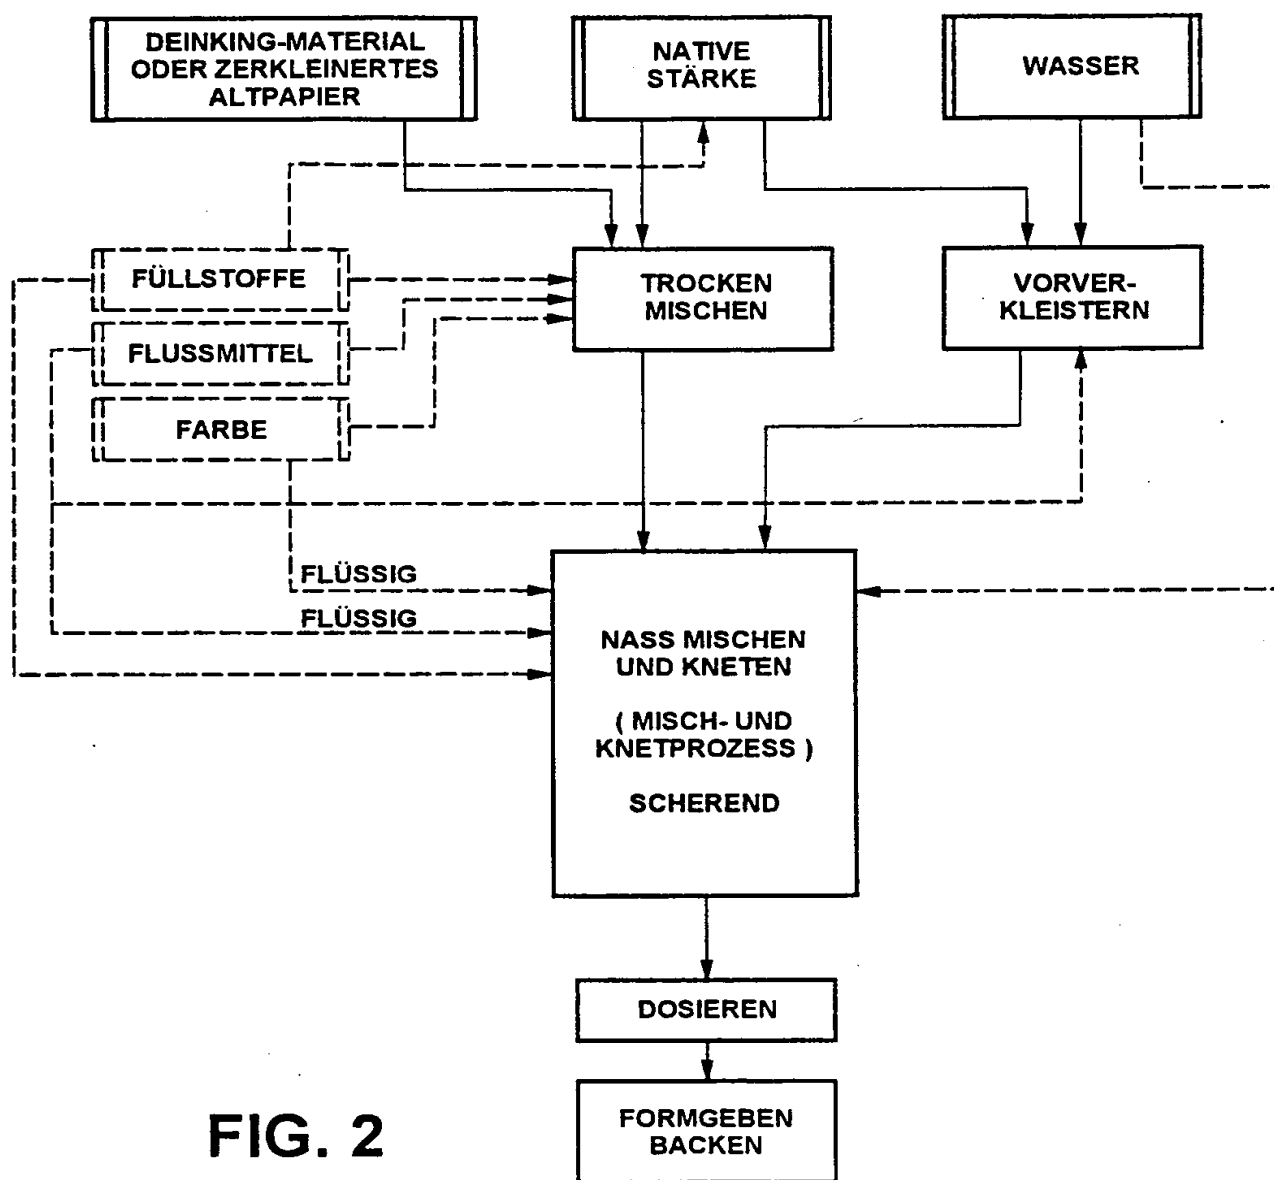 DEINKING-MATERIAL
ODER ZERKLEINERTES
ALTPAPIER
NATIVE
STÄRKE
WASSER
FÜLLSTOFFE
TROCKEN
MISCHEN
VORVER-
KLEISTERN
FLUSSMITTEL
FARBE
FLÜSSIG
FLÜSSIG
NASS MISCHEN
UND KNETEN
( MISCH- UND
KNETPROZESS )
SCHEREND
DOSIEREN
FORMGEBEN
BACKEN
FIG. 2